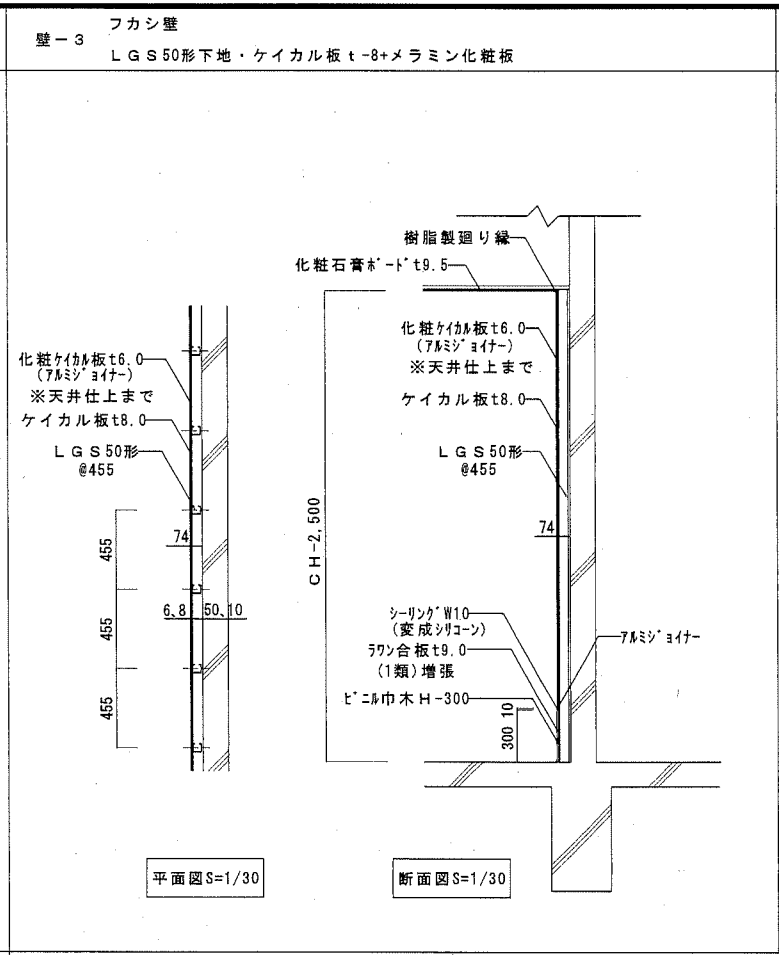 壁－3
フカシ壁
ＬＧＳ50形下地・ケイカル板ｔ-8+メラミン化粧板
樹脂製廻り縁
化粧石膏ﾎﾞｰﾄﾞt9.5
化粧ｹｲｶﾙ板t6.0
(ｱﾙﾐｼﾞｮｲﾅｰ)
※天井仕上まで
ケイカル板t8.0
ＬＧＳ50形
@455
74
455
455
455
6,8
50、10
化粧ｹｲｶﾙ板t6.0
(ｱﾙﾐｼﾞｮｲﾅｰ)
※天井仕上まで
ケイカル板t8.0
ＬＧＳ50形
@455
ＣＨ-2,500
74
ｼｰﾘﾝｸﾞW10
(変成ｼﾘｺｰﾝ)
ﾗﾜﾝ合板t9.0
(1類)増張
ﾋﾞﾆﾙ巾木Ｈ-300
ｱﾙﾐｼﾞｮｲﾅｰ
300 10
平面図S=1/30
断面図S=1/30